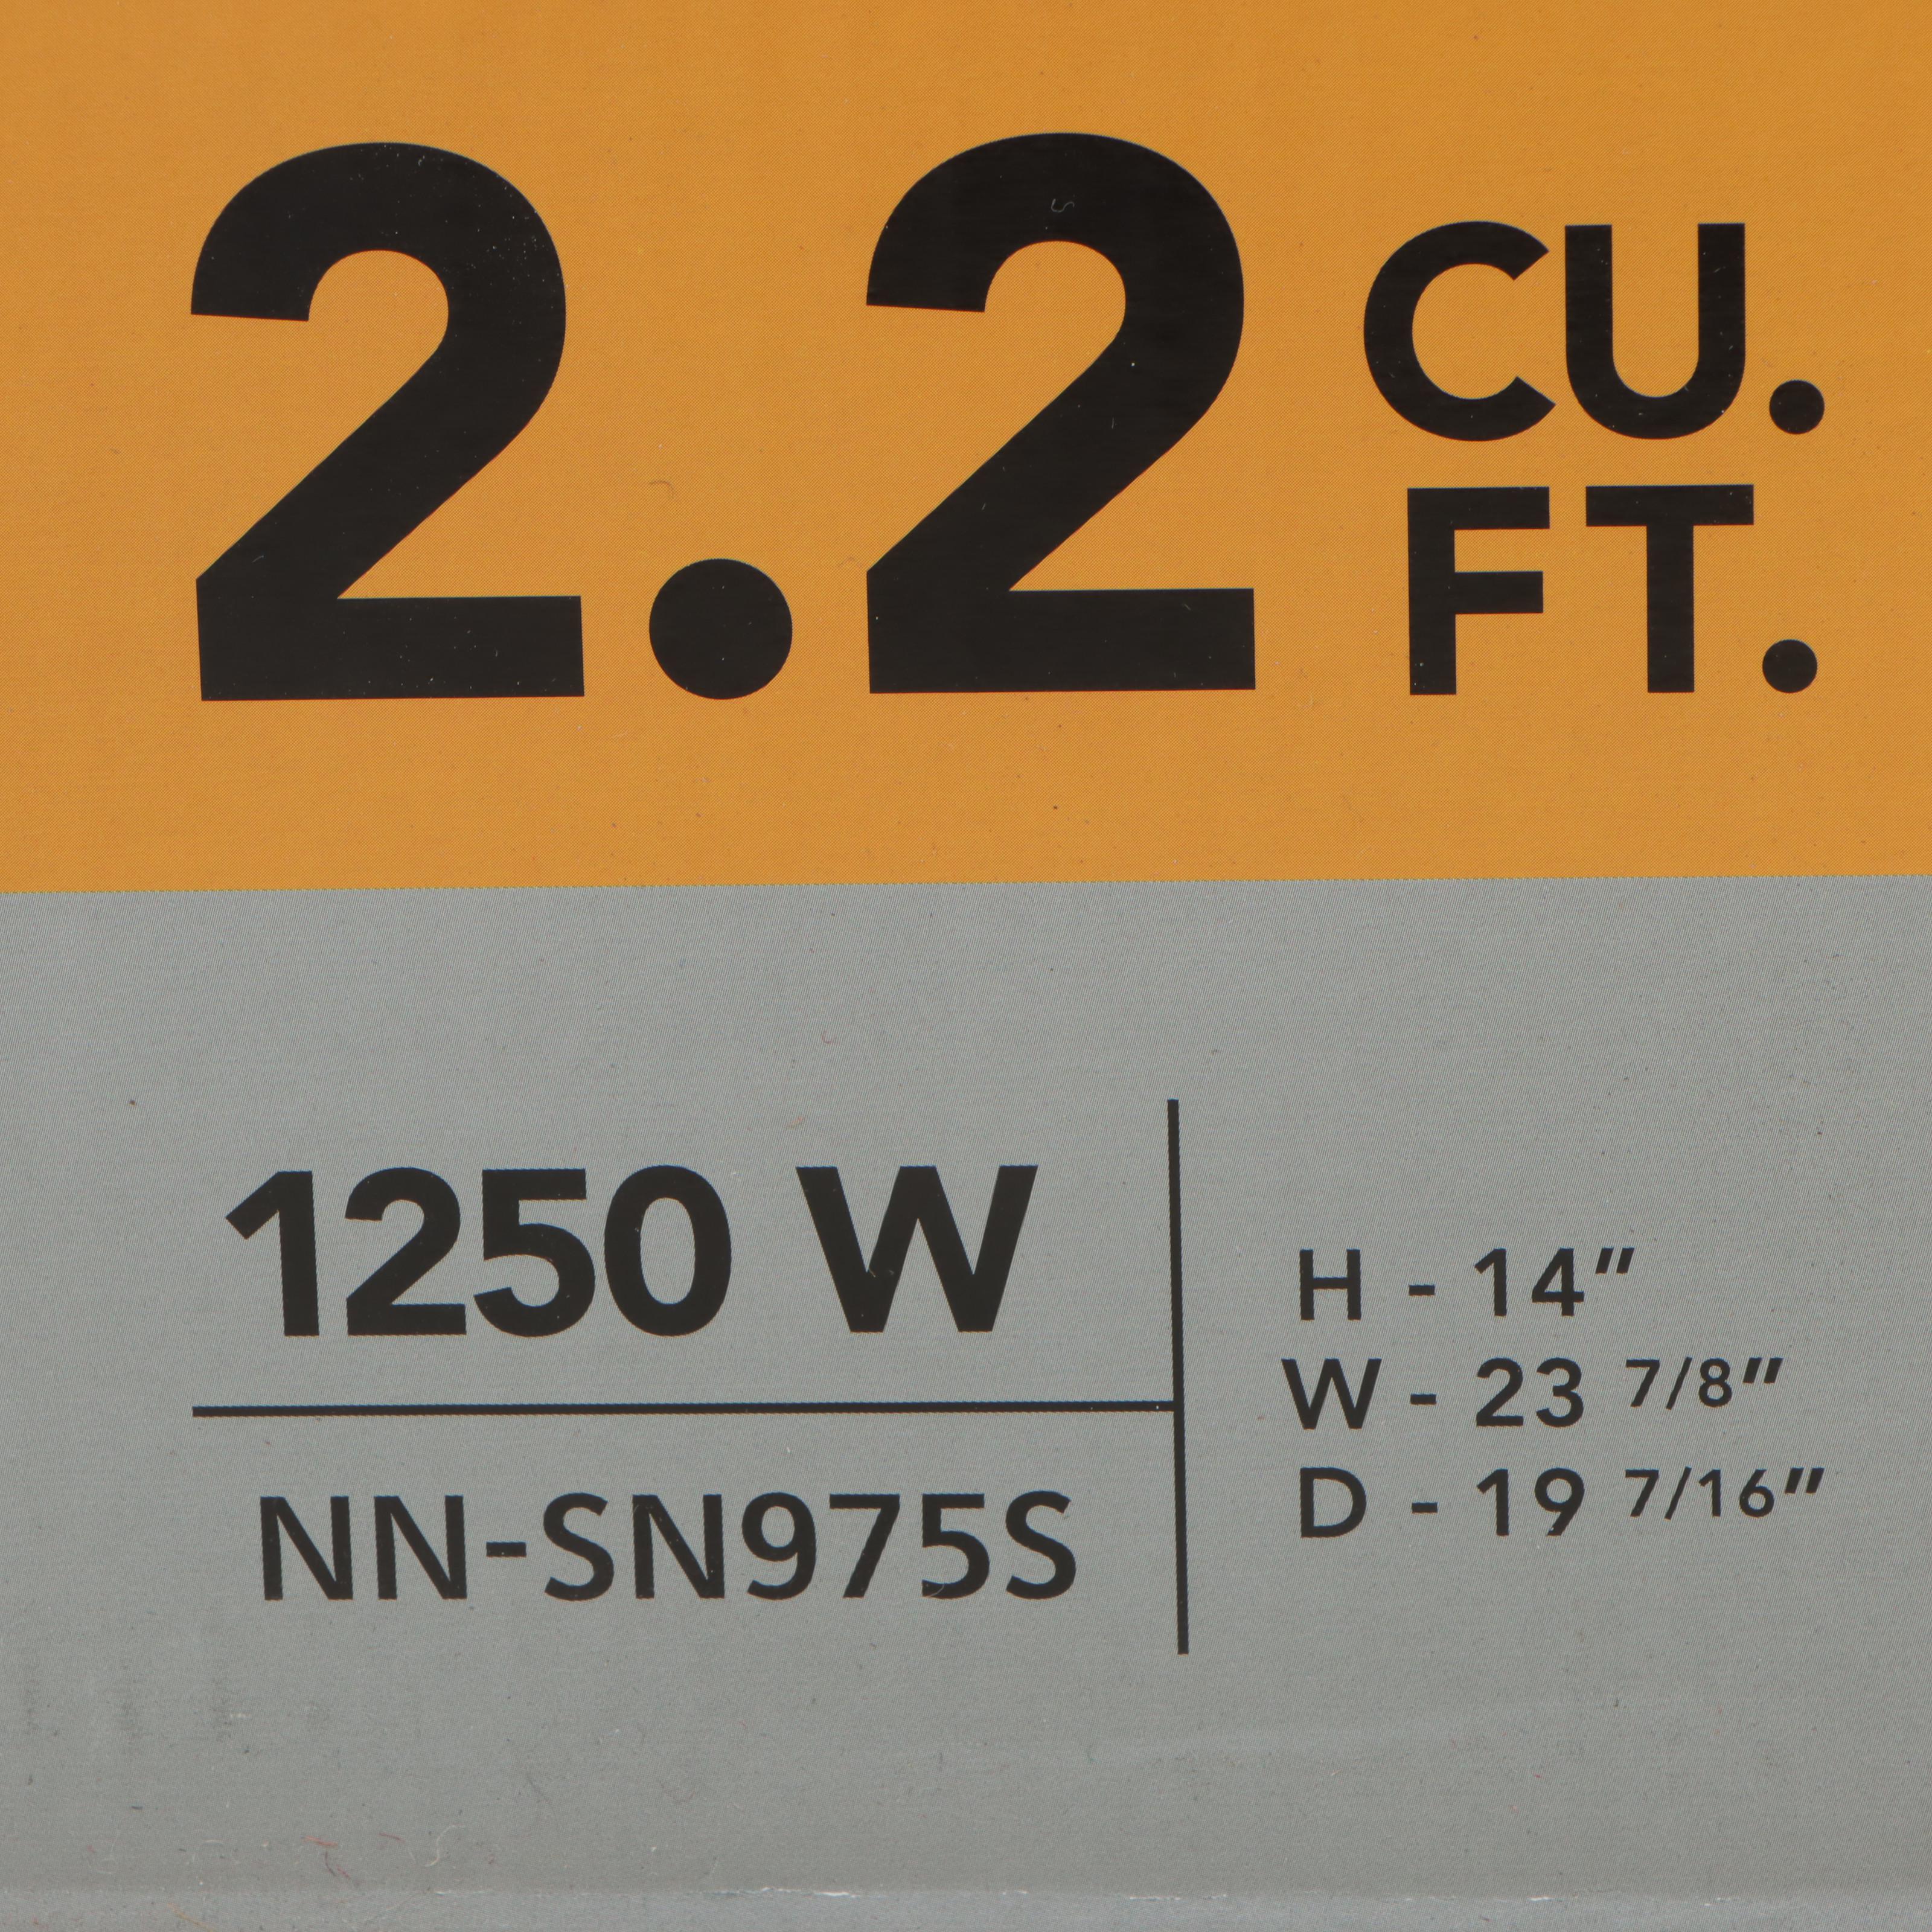 2.2 CU. FT.
1250 W
NN-SN975S
H - 14"
W - 23 7/8"
D - 19 7/16"